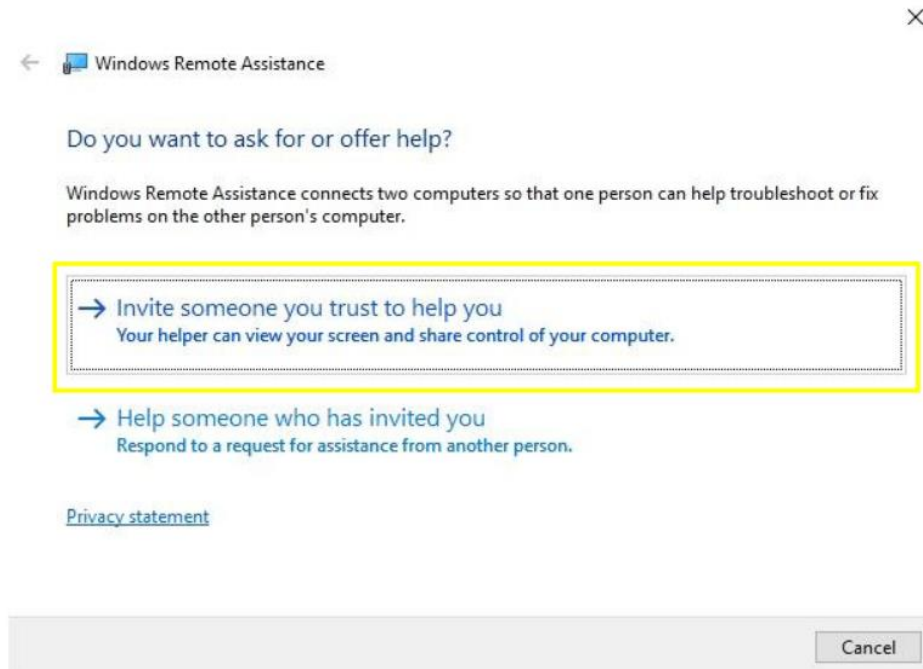 Windows Remote Assistance
Do you want to ask for or offer help?
Windows Remote Assistance connects two computers so that one person can help troubleshoot or fix
problems on the other person's computer.
Invite someone you trust to help you
Your helper can view your screen and share control of your computer.
Help someone who has invited you
Respond to a request for assistance from another person.
Privacy statement
Cancel